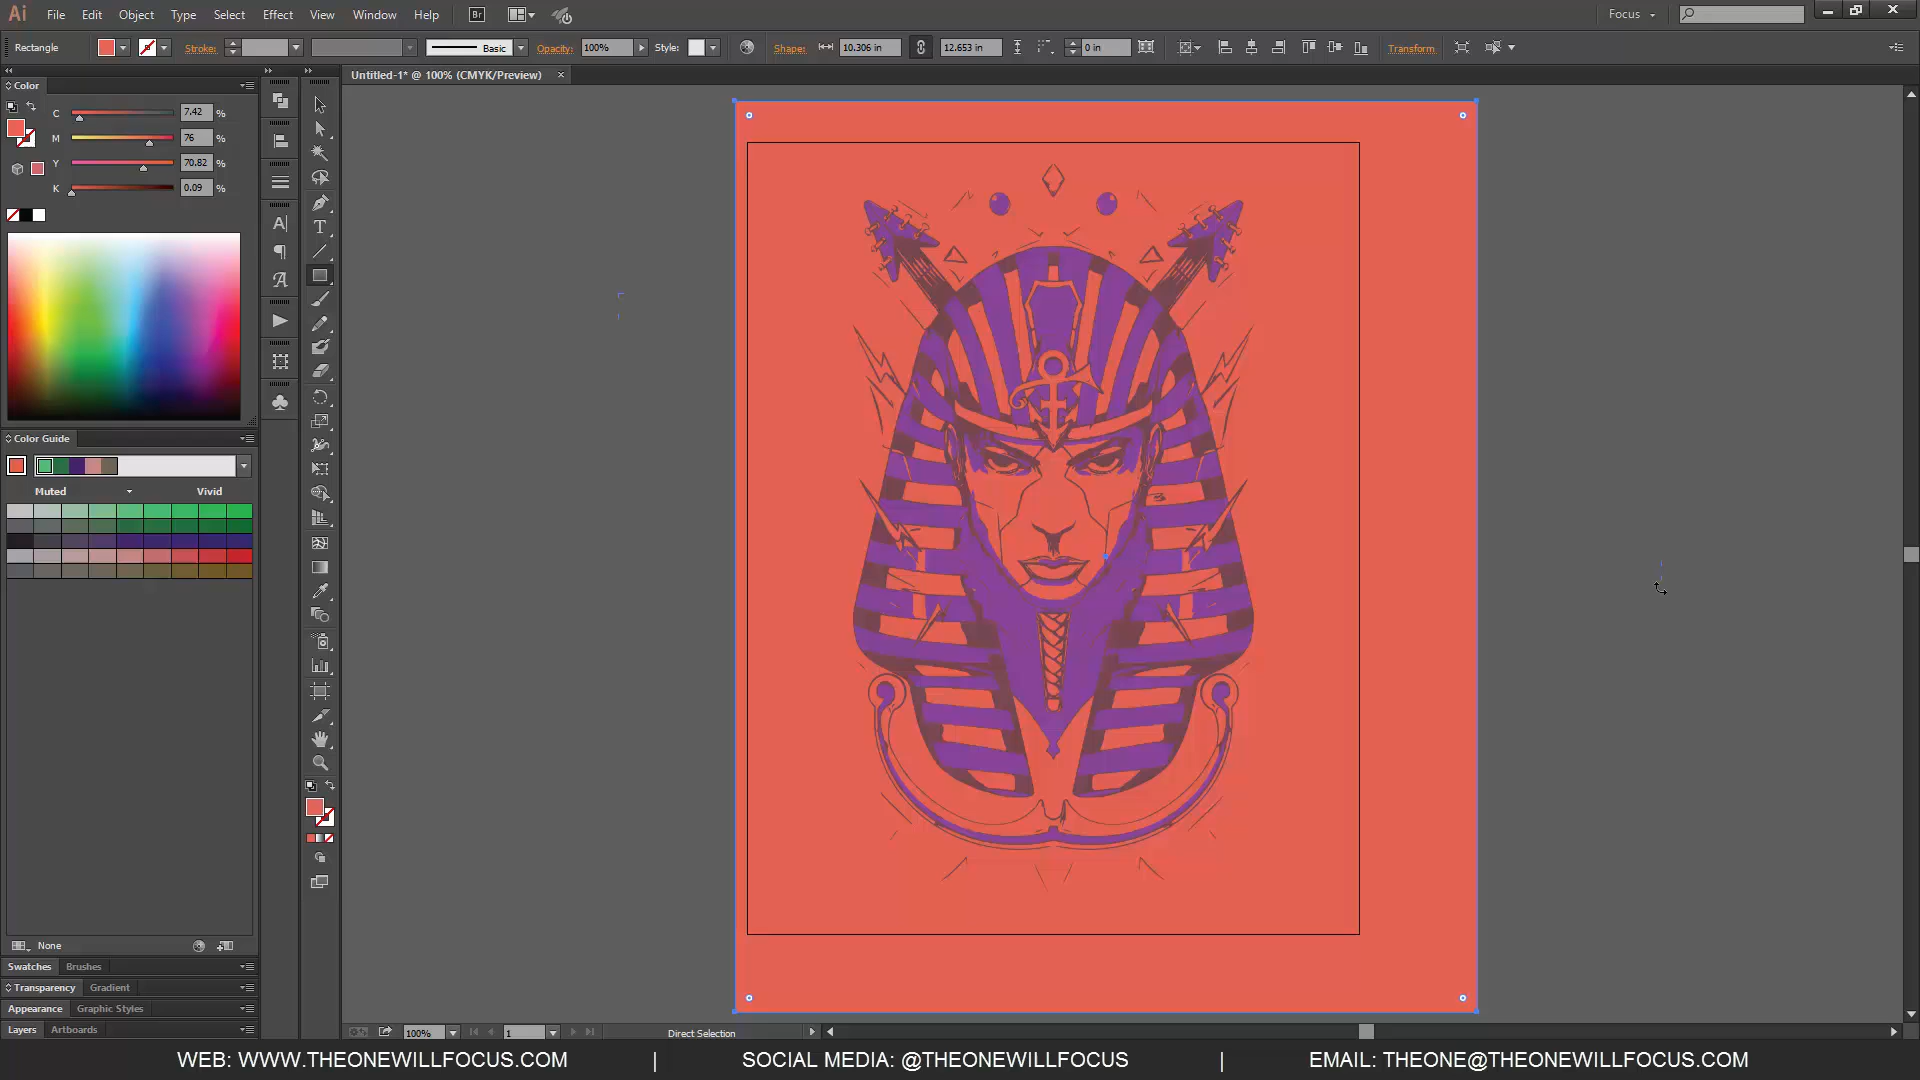 Ai File Edit Object Type Select Effect View Window Help Br Focus
Rectangle Stroke: Basic Opacity: 100% Style: Shape: 10.306 in 12.653 in 0 in Transform
Untitled-1* @ 100% (CMYK/Preview)
Color
C 7.42 %
M 76 %
Y 70.82 %
K 0.09 %
Color Guide
Muted Vivid
None
Swatches Brushes
Transparency Gradient
Appearance Graphic Styles
Layers Artboards
100% 1 Direct Selection
WEB: WWW.THEONEWILLFOCUS.COM | SOCIAL MEDIA: @THEONEWILLFOCUS | EMAIL: THEONE@THEONEWILLFOCUS.COM